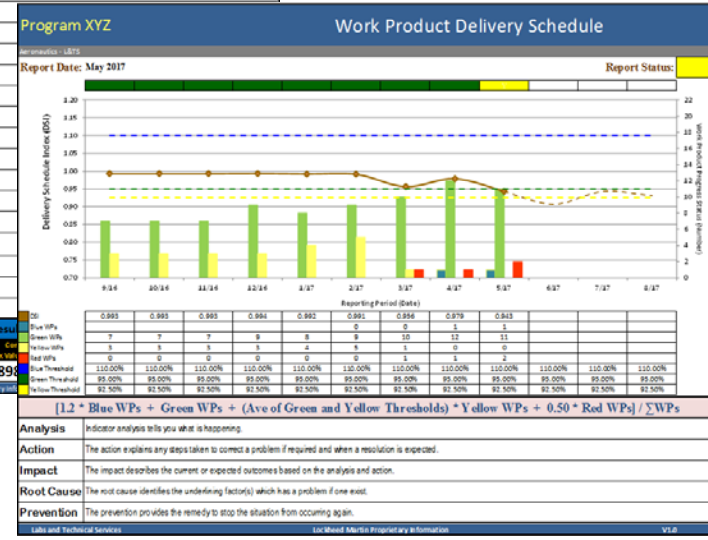 Program XYZ
Work Product Delivery Schedule
Aeronautics - L&TS
Report Date: May 2017
Report Status:
1.20
1.10
1.05
1.00
0.95
0.90
0.85
0.80
0.75
0.70
22
20
18
16
14
12
10
8
6
4
2
0
Delivery Schedule Index (DSI)
Work Product Progress Status (Number)
9/16 10/16 11/16 12/16 1/17 2/17 3/17 4/17 5/17 6/17 7/17 8/17
Reporting Period (Date)
DSI 0.993 0.993 0.993 0.994 0.992 0.991 0.956 0.979 0.943
Blue WPs 0 0 1 1
Green WPs 7 7 7 9 8 9 10 12 11
Yellow WPs 3 3 3 3 4 5 1 0 0
Red WPs 0 0 0 0 0 0 1 1 2
Blue Threshold 110.00% 110.00% 110.00% 110.00% 110.00% 110.00% 110.00% 110.00% 110.00% 110.00% 110.00% 110.00%
Green Threshold 95.00% 95.00% 95.00% 95.00% 95.00% 95.00% 95.00% 95.00% 95.00% 95.00% 95.00% 95.00%
Yellow Threshold 92.50% 92.50% 92.50% 92.50% 92.50% 92.50% 92.50% 92.50% 92.50% 92.50% 92.50% 92.50%
[1.2 * Blue WPs + Green WPs + (Ave of Green and Yellow Thresholds) * Yellow WPs + 0.50 * Red WPs] / ∑WPs
Analysis Indicator analysis tells you what is happening.
Action The action explains any steps taken to correct a problem if required and when a resolution is expected.
Impact The impact describes the current or expected outcomes based on the analysis and action.
Root Cause The root cause identifies the underlining factor(s) which has a problem if one exist.
Prevention The prevention provides the remedy to stop the situation from occurring again.
Labs and Technical Services Lockheed Martin Proprietary Information V1.0